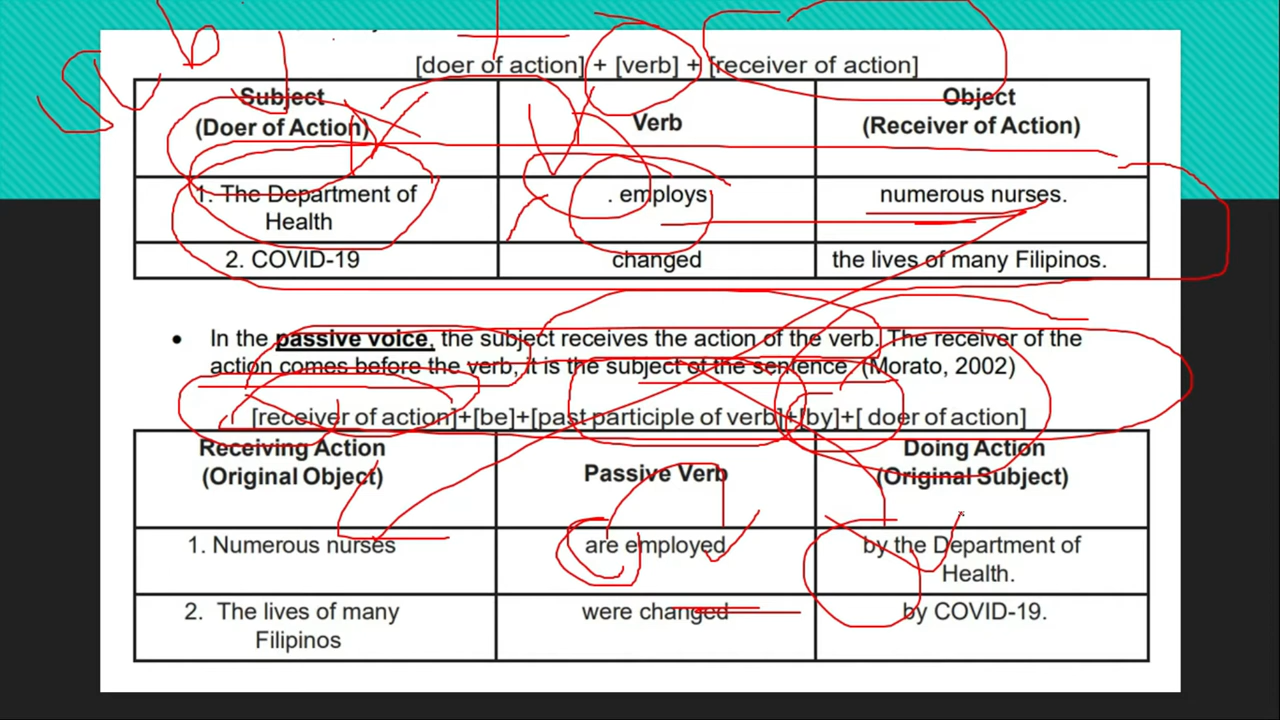 [doer of action] + [verb] + [receiver of action]
Subject
(Doer of Action)
Verb
Object
(Receiver of Action)
1. The Department of
Health
. employs
numerous nurses.
2. COVID-19
changed
the lives of many Filipinos.
• In the passive voice, the subject receives the action of the verb. The receiver of the
action comes before the verb, it is the subject of the sentence. (Morato, 2002)
[receiver of action]+[be]+[past participle of verb]+[by]+[ doer of action]
Receiving Action
(Original Object)
Passive Verb
Doing Action
(Original Subject)
1. Numerous nurses
are employed
by the Department of
Health.
2. The lives of many
Filipinos
were changed
by COVID-19.